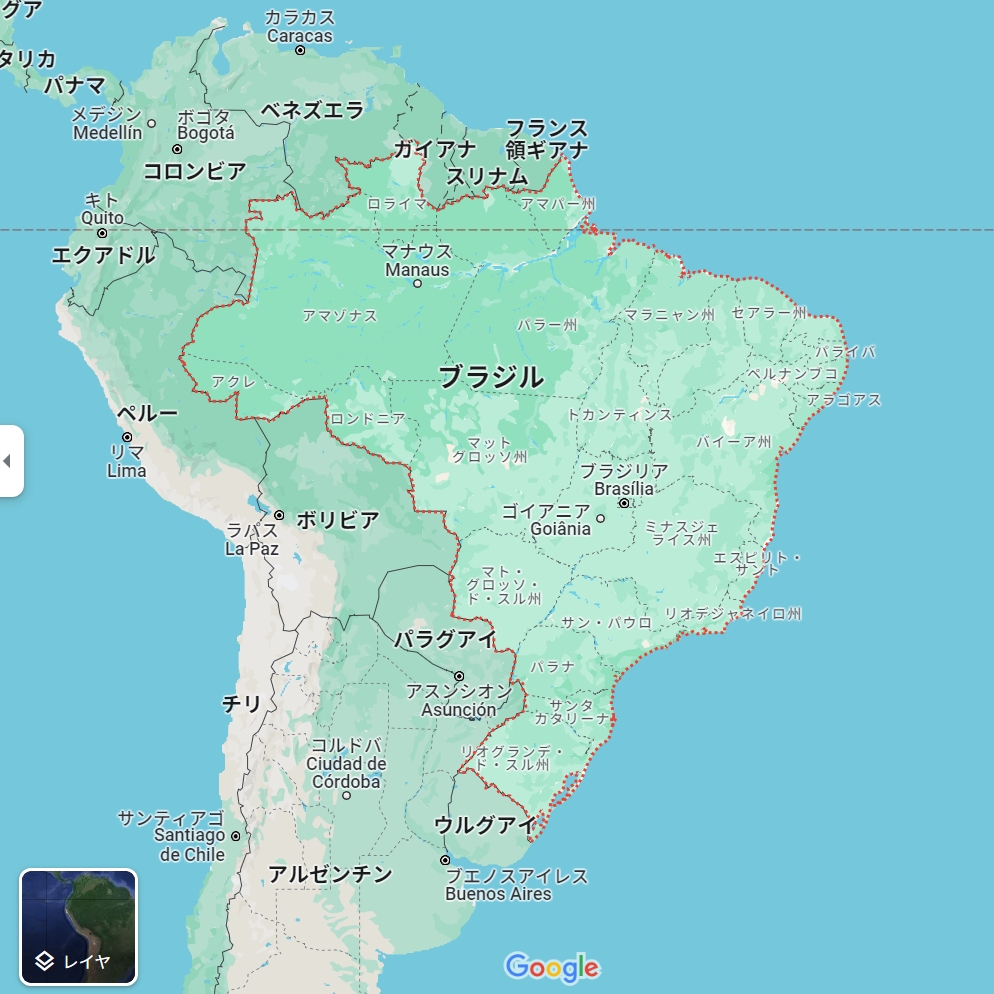 グア
カラカス
Caracas
タリカ
パナマ
メデジン
Medellín
ボゴタ
Bogotá
ベネズエラ
コロンビア
ガイアナ
スリナム
フランス
領ギアナ
キト
Quito
エクアドル
ロライマ
アマパー州
マナウス
Manaus
アマゾナス
パラー州
マラニャン州
セアラー州
パライバ
ペルナンブコ
アラゴアス
アクレ
ブラジル
ペルー
リマ
Lima
ロンドニア
トカンティンス
バイーア州
マット
グロッソ州
ブラジリア
Brasília
ゴイアニア
Goiânia
ラパス
La Paz
ボリビア
ミナスジェ
ライス州
エスピリト・
サント
マト・
グロッソ・
ド・スル州
サン・パウロ
リオデジャネイロ州
パラグアイ
パラナ
アスンシオン
Asunción
サンタ
カタリーナ
チリ
コルドバ
Ciudad de
Córdoba
リオグランデ・
ド・スル州
サンティアゴ
Santiago
de Chile
ウルグアイ
アルゼンチン
ブエノスアイレス
Buenos Aires
レイヤ
Google